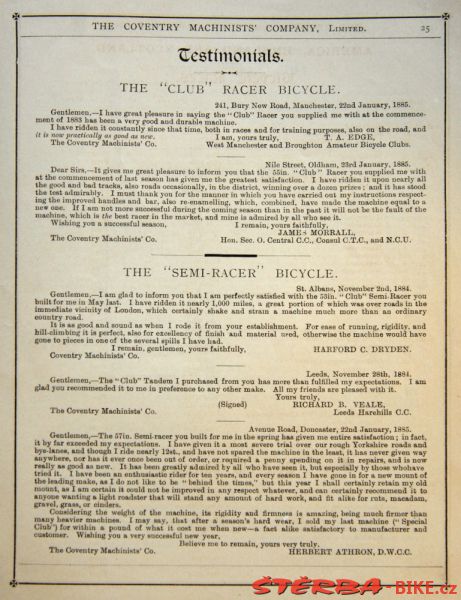 THE COVENTRY MACHINISTS' COMPANY, LIMITED. 25
Testimonials.
THE "CLUB" RACER BICYCLE.
241, Bury New Road, Manchester, 22nd January, 1885.
Gentlemen,—I have great pleasure in saying the "Club" Racer you supplied me with at the commence-
ment of 1883 has been a very good and durable machine.
I have ridden it constantly since that time, both in races and for training purposes, also on the road, and
it is now practically as good as new. I am, yours truly, T. A. EDGE,
The Coventry Machinists' Co. West Manchester and Broughton Amateur Bicycle Clubs.
Nile Street, Oldham, 23rd January, 1885.
Dear Sirs,—It gives me great pleasure to inform you that the 55in. "Club" Racer you supplied me with
at the commencement of last season has given me the greatest satisfaction. I have ridden it upon nearly all
the good and bad tracks, also roads occasionally, in the district, winning over a dozen prizes; and it has stood
the test admirably. I must thank you for the manner in which you have carried out my instructions respect-
ing the improved handles and bar, also re-enamelling, which, combined, have made the machine equal to a
new one. If I am not more successful during the coming season than in the past it will not be the fault of the
machine, which is the best racer in the market, and mine is admired by all who see it.
Wishing you a successful season, I remain, yours faithfully,
JAMES MORRALL,
The Coventry Machinists' Co. Hon. Sec. O. Central C.C., Consul C.T.C., and N.C.U.
THE "SEMI-RACER" BICYCLE.
St. Albans, November 2nd, 1884.
Gentlemen,—I am glad to inform you that I am perfectly satisfied with the 53in. "Club" Semi-Racer you
built for me in May last. I have ridden it nearly 1,000 miles, a great portion of which was over roads in the
immediate vicinity of London, which certainly shake and strain a machine much more than an ordinary
country road.
It is as good and sound as when I rode it from your establishment. For ease of running, rigidity, and
hill-climbing it is perfect, also for excellency of finish and material used, otherwise the machine would have
gone to pieces in one of the several spills I have had.
I remain, gentlemen, yours faithfully, HARFORD C. DRYDEN.
Coventry Machinists' Co.
Leeds, November 28th, 1884.
Gentlemen,—The "Club" Tandem I purchased from you has more than fulfilled my expectations. I am
glad you recommended it to me in preference to any other make. All my friends are pleased with it.
Yours truly,
(Signed) RICHARD B. VEALE,
The Coventry Machinists' Co. Leeds Harehills C.C.
Avenue Road, Doncaster, 22nd January, 1885.
Gentlemen,—The 57in. Semi-racer you built for me in the spring has given me entire satisfaction; in fact,
it by far exceeded my expectations. I have given it a most severe trial over our rough Yorkshire roads and
bye-lanes, and though I ride nearly 12st., and have not spared the machine in the least, it has never given way
anywhere, nor has it ever once been out of order, or required a penny spending on it in repairs, and is now
really as good as new. It has been greatly admired by all who have seen it, but especially by those who have
tried it. I have been an enthusiastic rider for ten years, and every season I have gone in for a new mount of
the leading make, as I do not like to be "behind the times," but this year I shall certainly retain my old
mount, as I am certain it could not be improved in any respect whatever, and can certainly recommend it to
anyone wanting a light roadster that will stand any amount of hard work, and fit alike for ruts, macadam,
gravel, grass, or cinders.
Considering the weight of the machine, its rigidity and firmness is amazing, being much firmer than
many heavier machines. I may say, that after a season's hard wear, I sold my last machine ("Special
Club") for within a pound of what it cost me when new—a fact alike satisfactory to manufacturer and
customer. Wishing you a very successful new year,
Believe me to remain, yours very truly,
The Coventry Machinists' Co. HERBERT ATHRON, D.W.C.C.
ŠTĚRBA-BIKE.cz